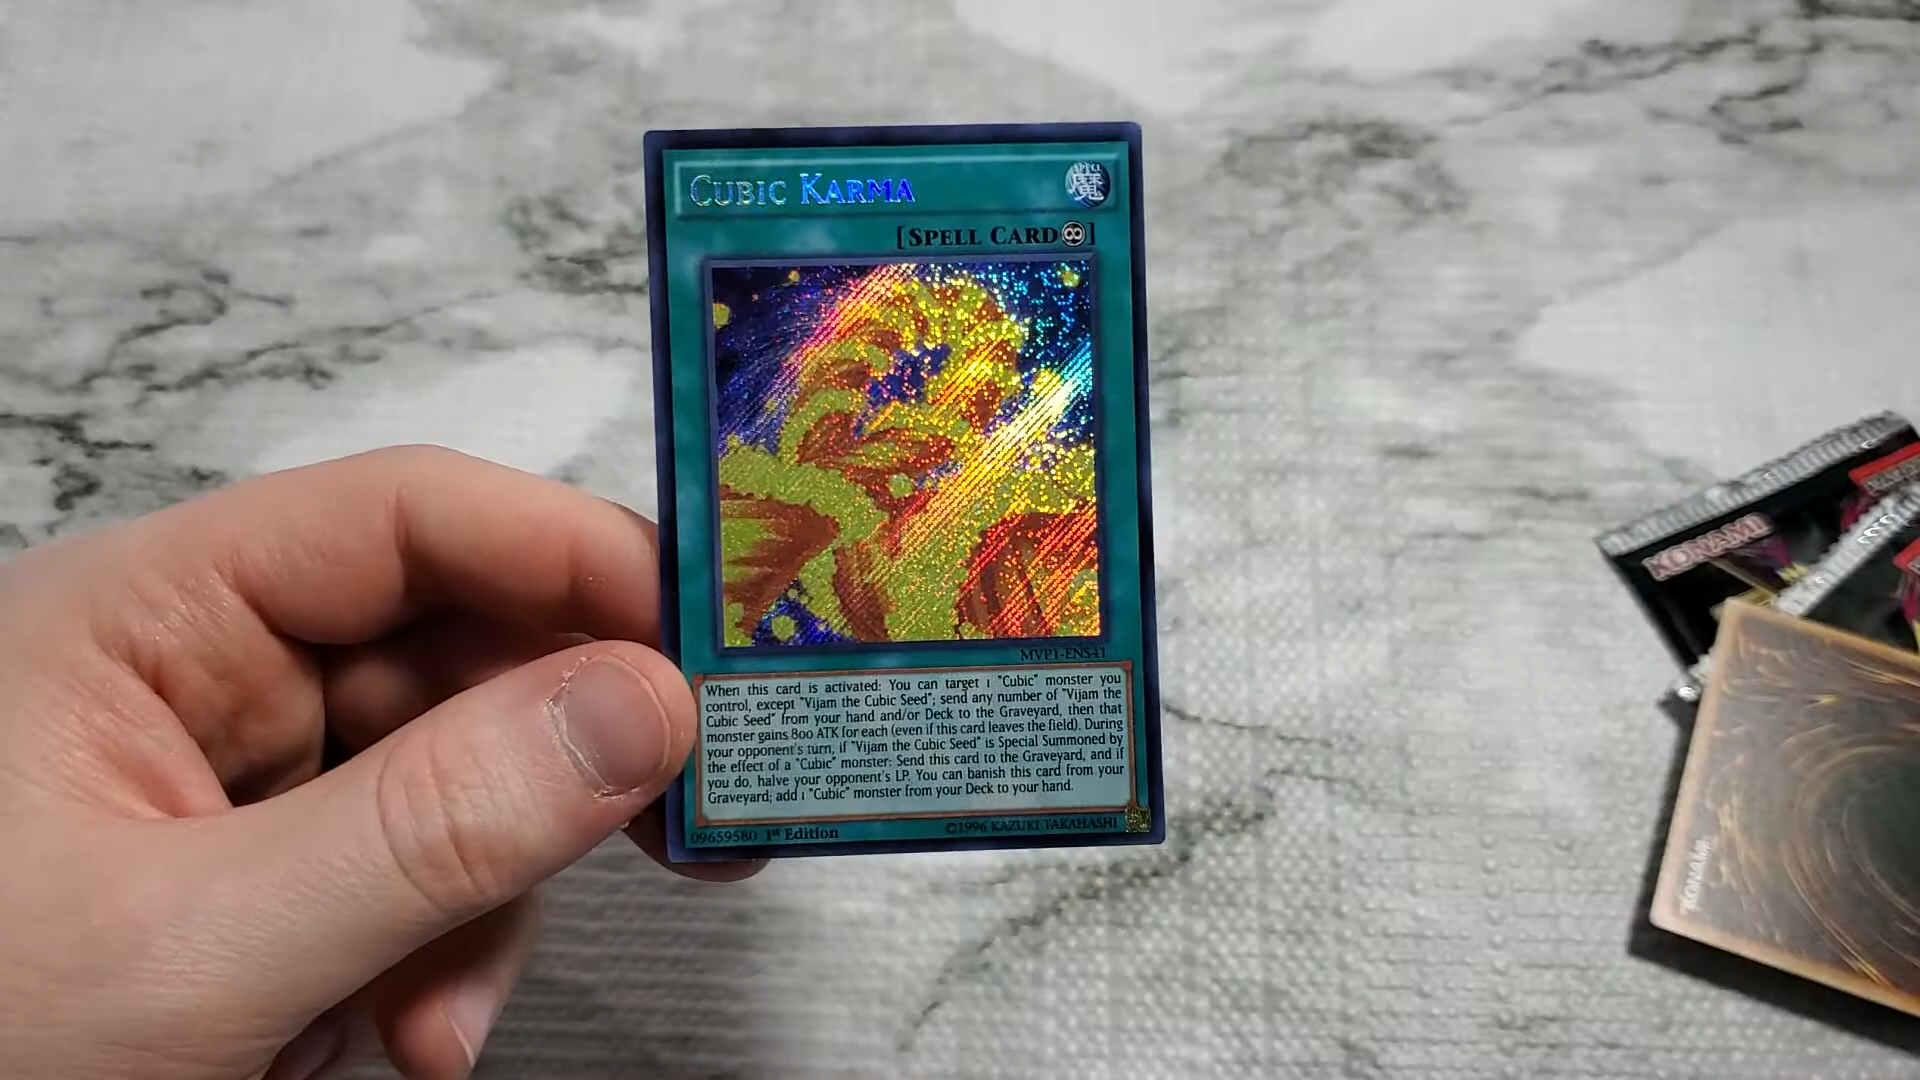 CUBIC KARMA
SPELL
魔
[SPELL CARD]
MVP1-ENS41
When this card is activated: You can target 1 "Cubic" monster you
control, except "Vijam the Cubic Seed"; send any number of "Vijam the
Cubic Seed" from your hand and/or Deck to the Graveyard, then that
monster gains 800 ATK for each (even if this card leaves the field). During
your opponent's turn, if "Vijam the Cubic Seed" is Special Summoned by
the effect of a "Cubic" monster: Send this card to the Graveyard, and if
you do, halve your opponent's LP. You can banish this card from your
Graveyard; add 1 "Cubic" monster from your Deck to your hand.
09659580 1st Edition
©1996 KAZUKI TAKAHASHI
KONAMI
KONAMI